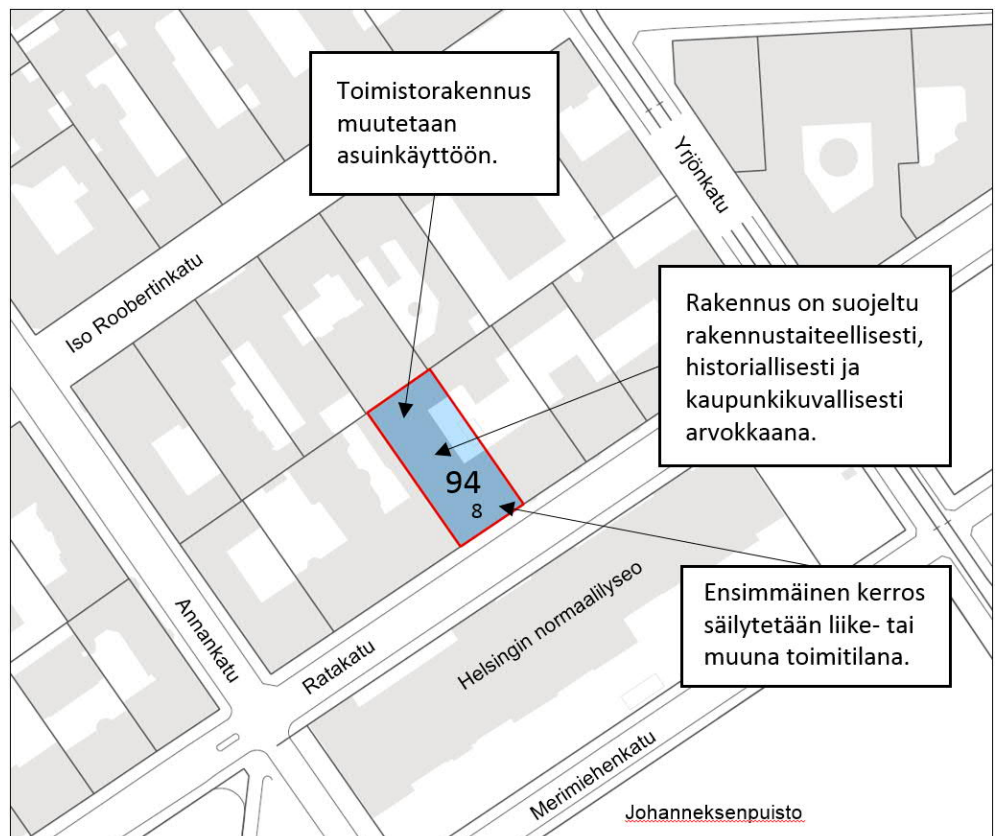 Toimistorakennus
muutetaan
asuinkäyttöön.
Yrjönkatu
Iso Roobertinkatu
Rakennus on suojeltu
rakennustaiteellisesti,
historiallisesti ja
kaupunkikuvallisesti
arvokkaana.
94
8
Ensimmäinen kerros
säilytetään liike- tai
muuna toimitilana.
Helsingin normaalilyseo
Annankatu
Ratakatu
Merimiehenkatu
Johanneksenpuisto